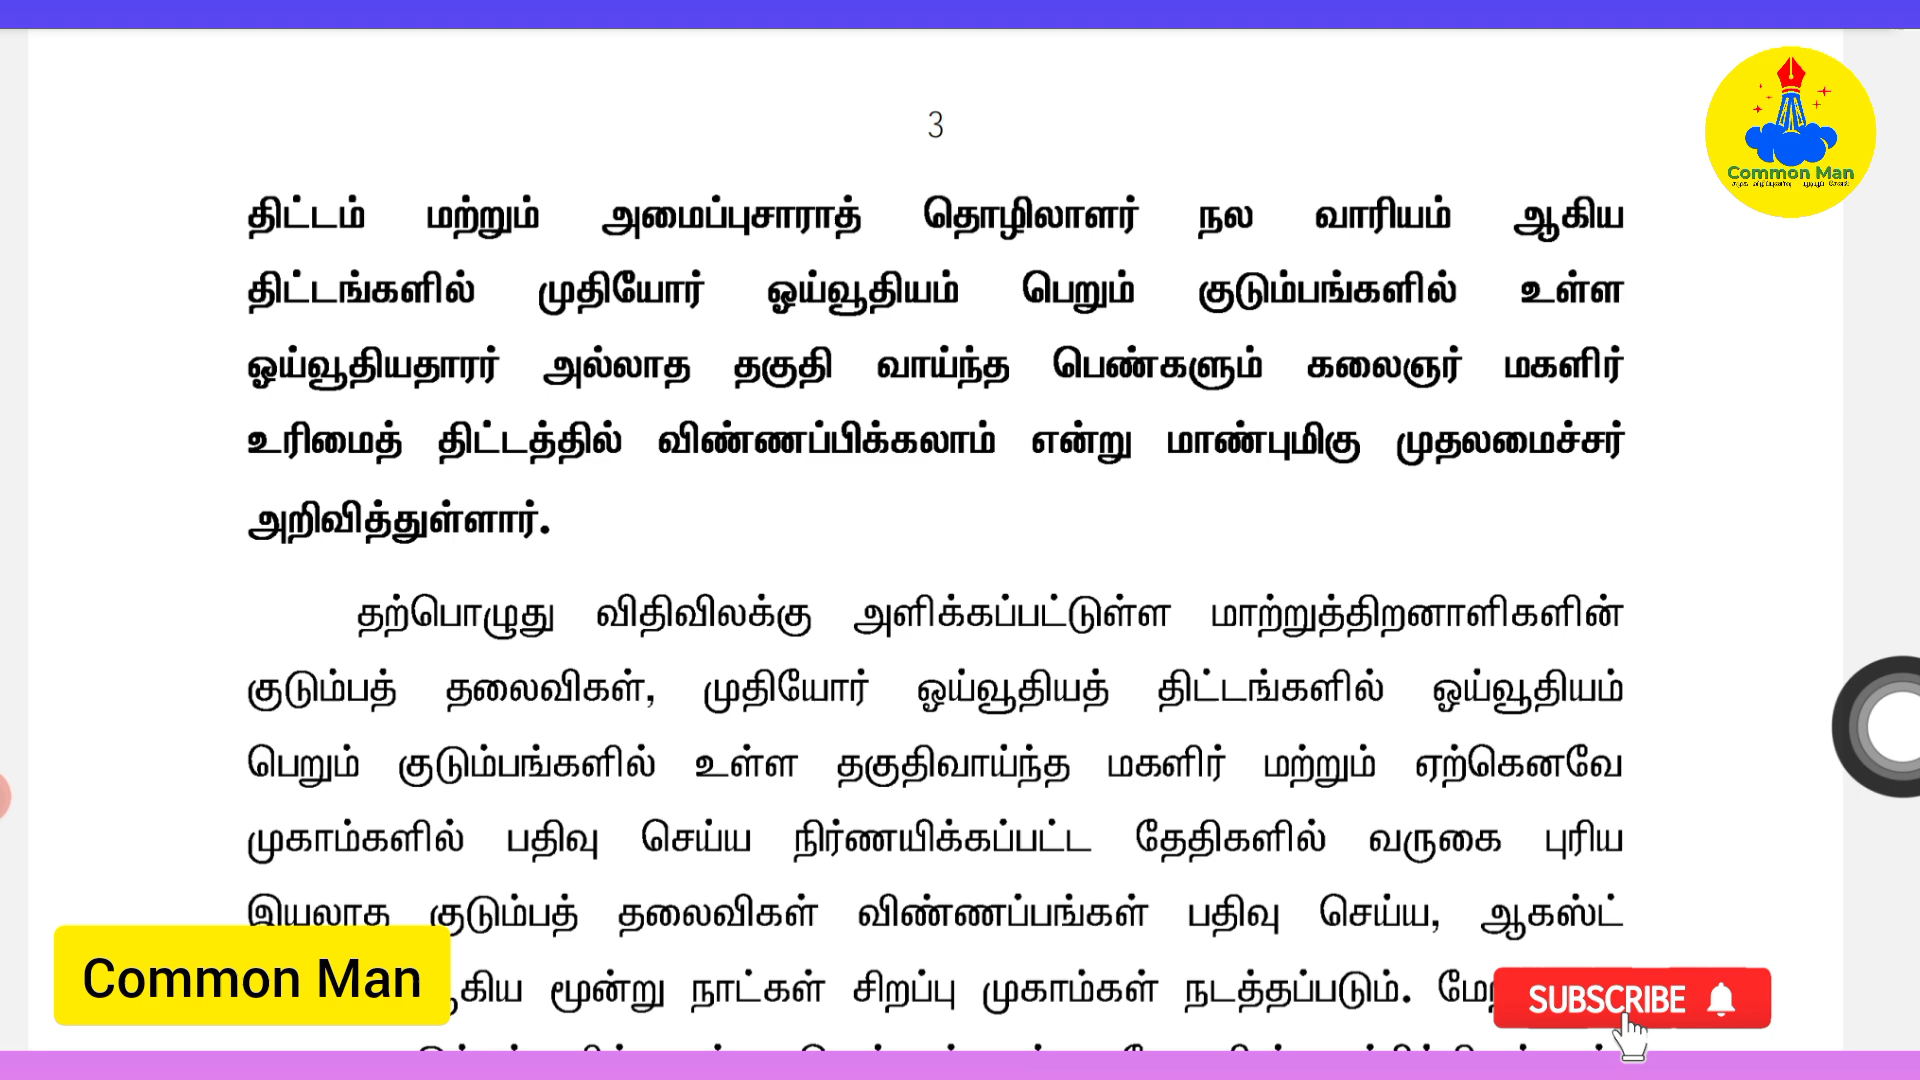 3
Common Man
திட்டம் மற்றும் அமைப்புசாராத் தொழிலாளர் நல வாரியம் ஆகிய
திட்டங்களில் முதியோர் ஓய்வூதியம் பெறும் குடும்பங்களில் உள்ள
ஓய்வூதியதாரர் அல்லாத தகுதி வாய்ந்த பெண்களும் கலைஞர் மகளிர்
உரிமைத் திட்டத்தில் விண்ணப்பிக்கலாம் என்று மாண்புமிகு முதலமைச்சர்
அறிவித்துள்ளார்.
தற்பொழுது விதிவிலக்கு அளிக்கப்பட்டுள்ள மாற்றுத்திறனாளிகளின்
குடும்பத் தலைவிகள், முதியோர் ஓய்வூதியத் திட்டங்களில் ஓய்வூதியம்
பெறும் குடும்பங்களில் உள்ள தகுதிவாய்ந்த மகளிர் மற்றும் ஏற்கெனவே
முகாம்களில் பதிவு செய்ய நிர்ணயிக்கப்பட்ட தேதிகளில் வருகை புரிய
இயலாத குடும்பத் தலைவிகள் விண்ணப்பங்கள் பதிவு செய்ய, ஆகஸ்ட்
மூன்று நாட்கள் சிறப்பு முகாம்கள் நடத்தப்படும்.
Common Man
SUBSCRIBE